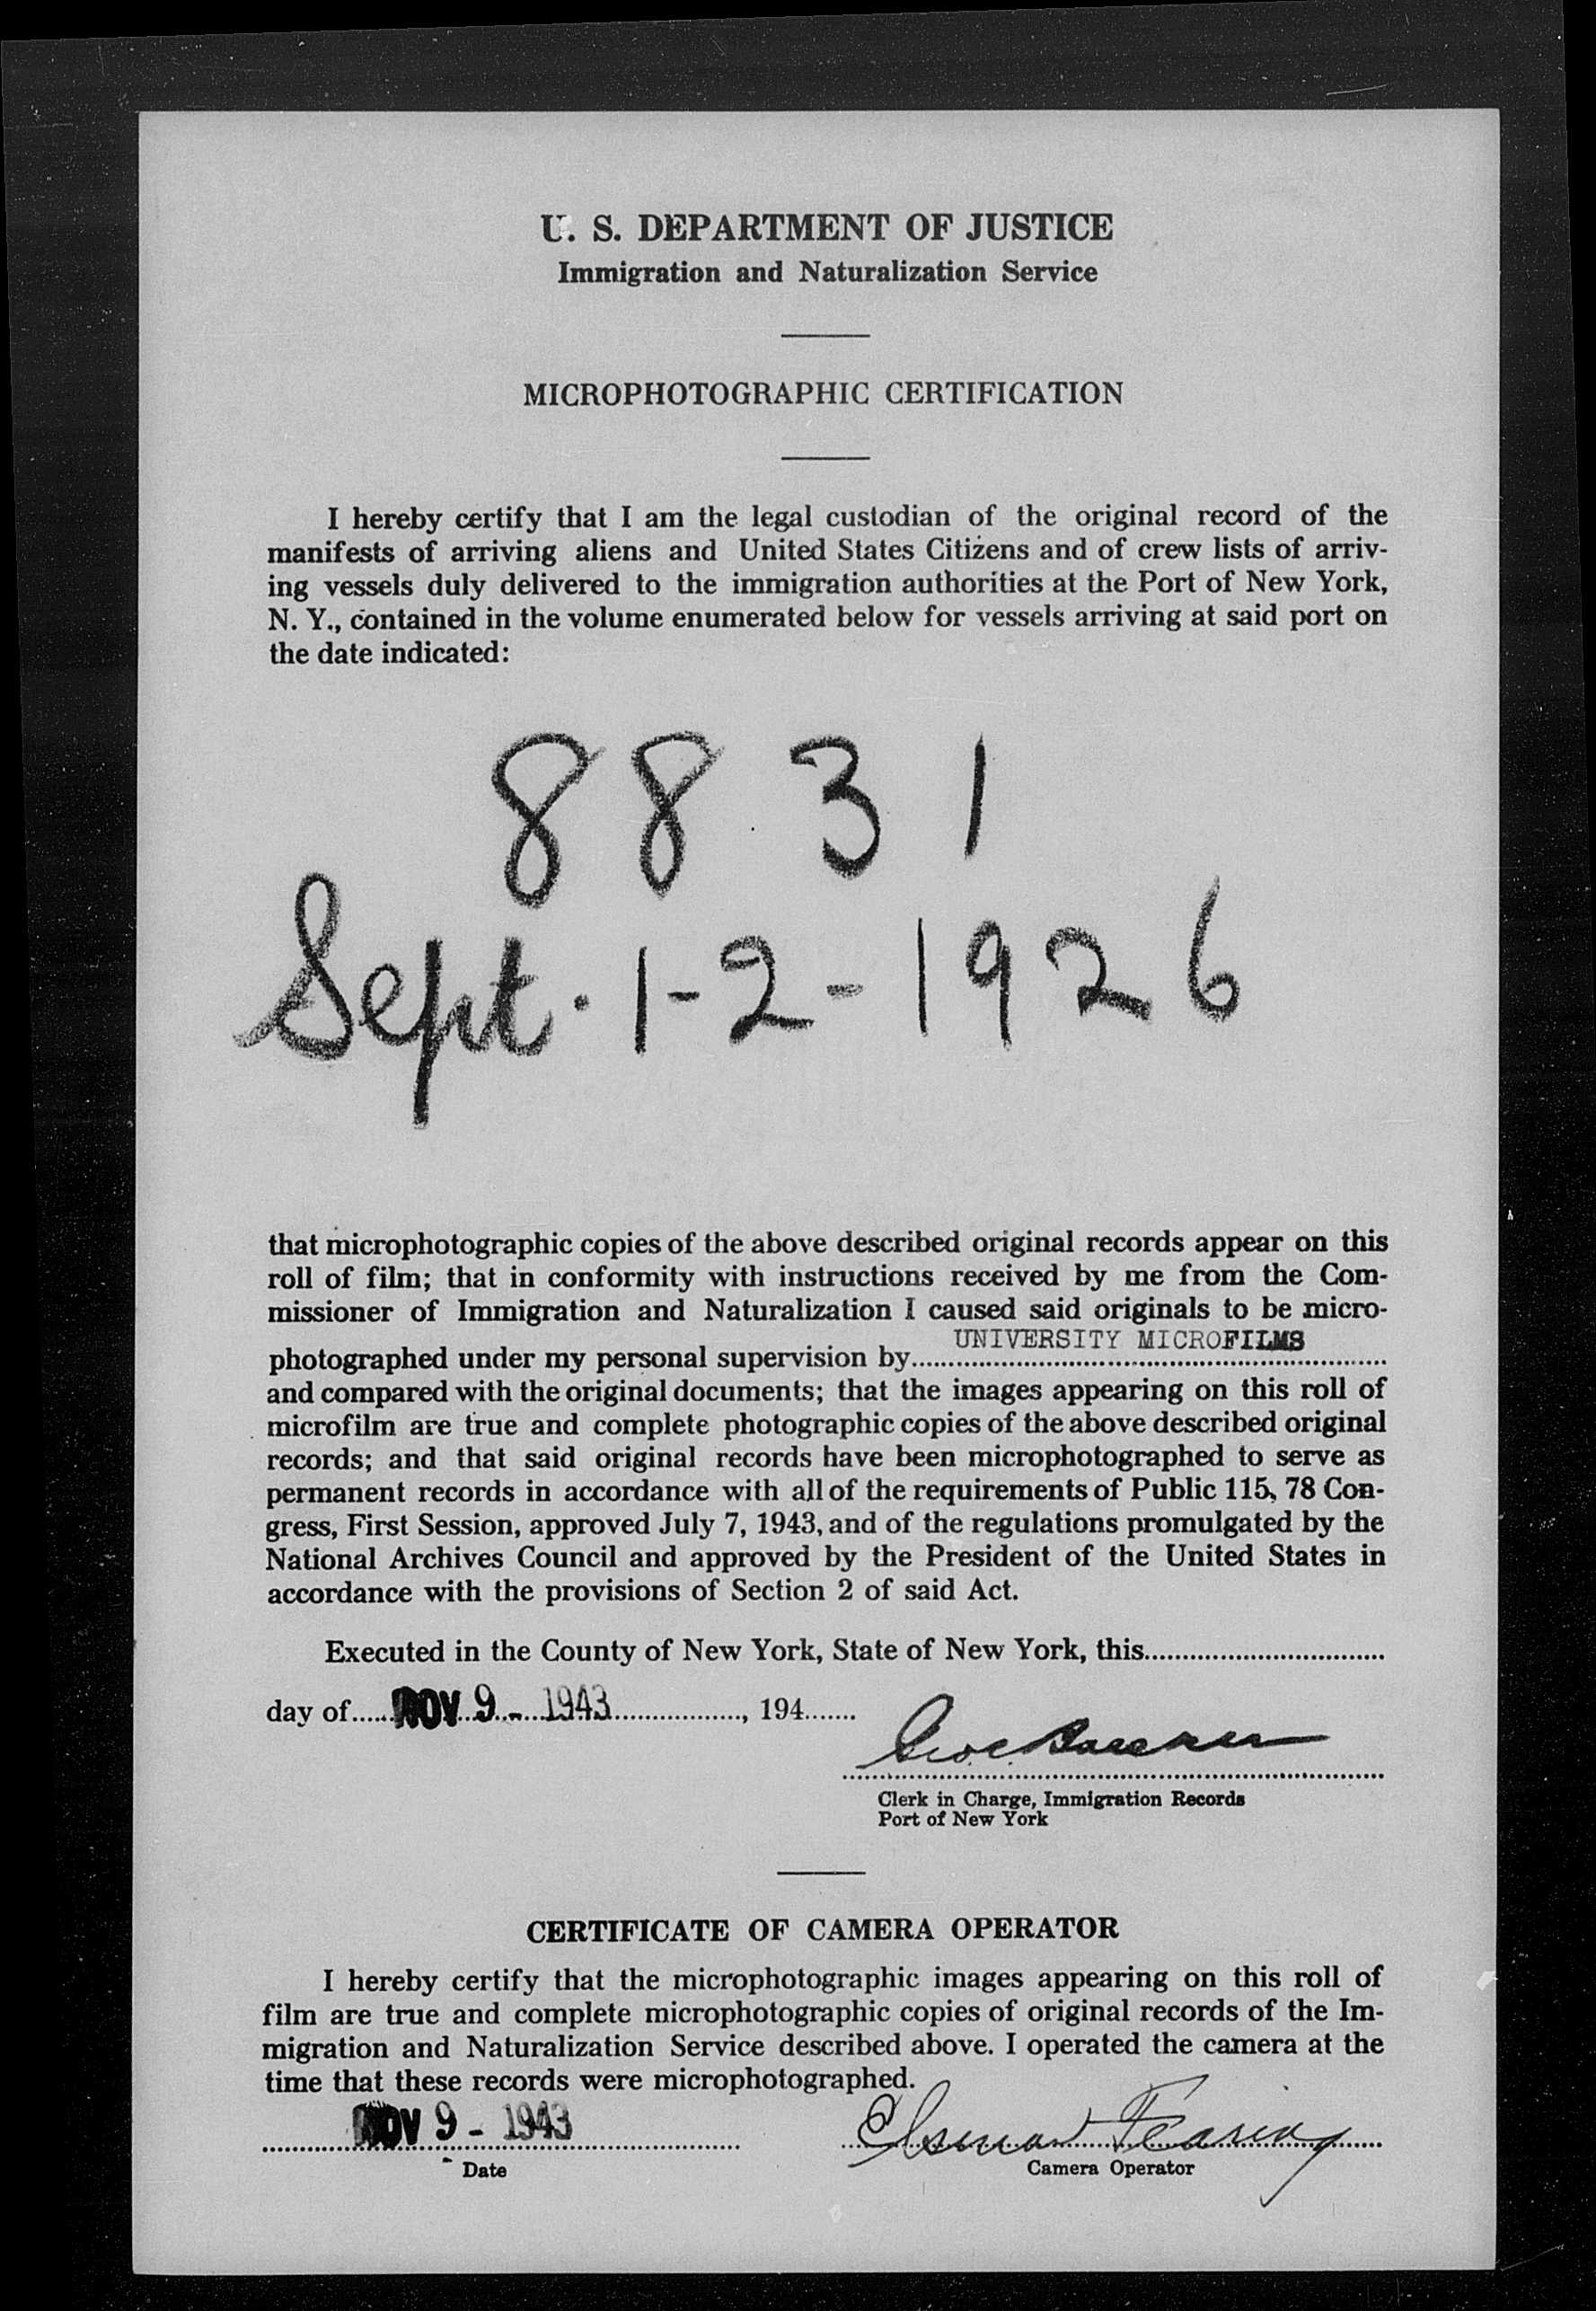 U. S. DEPARTMENT OF JUSTICE
Immigration and Naturalization Service
MICROPHOTOGRAPHIC CERTIFICATION
I hereby certify that I am the legal custodian of the original record of the
manifests of arriving aliens and United States Citizens and of crew lists of arriv-
ing vessels duly delivered to the immigration authorities at the Port of New York,
N. Y., contained in the volume enumerated below for vessels arriving at said port on
the date indicated:
8831
Sept. 1-2-1926
that microphotographic copies of the above described original records appear on this
roll of film; that in conformity with instructions received by me from the Com-
missioner of Immigration and Naturalization I caused said originals to be micro-
UNIVERSITY MICROFILMS
photographed under my personal supervision by
and compared with the original documents; that the images appearing on this roll of
microfilm are true and complete photographic copies of the above described original
records; and that said original records have been microphotographed to serve as
permanent records in accordance with all of the requirements of Public 115, 78 Con-
gress, First Session, approved July 7, 1943, and of the regulations promulgated by the
National Archives Council and approved by the President of the United States in
accordance with the provisions of Section 2 of said Act.
Executed in the County of New York, State of New York, this
day of NOV 9 - 1943, 194
Clerk in Charge, Immigration Records
Port of New York
CERTIFICATE OF CAMERA OPERATOR
I hereby certify that the microphotographic images appearing on this roll of
film are true and complete microphotographic copies of original records of the Im-
migration and Naturalization Service described above. I operated the camera at the
time that these records were microphotographed.
NOV 9 - 1943
Date
Camera Operator